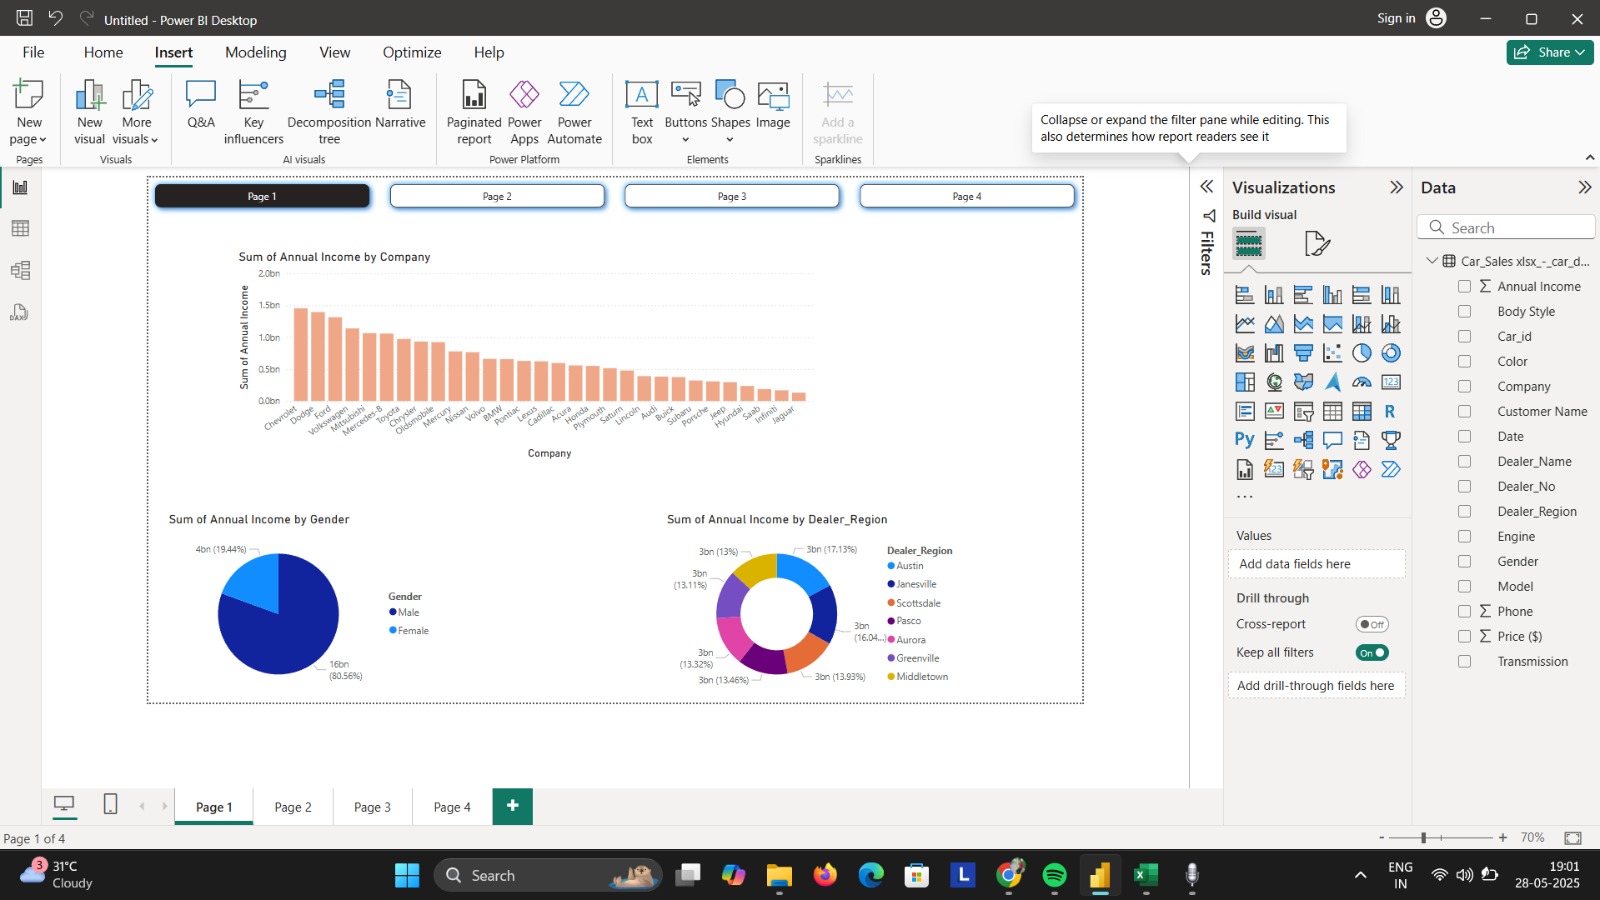 Untitled - Power BI Desktop
Sign in
File
Home
Insert
Modeling
View
Optimize
Help
Share
New
page
New
visual
More
visuals
Q&A
Key
influencers
Decomposition
tree
Narrative
Paginated
report
Power
Apps
Power
Automate
Text
box
Buttons
Shapes
Image
Add a
sparkline
Pages
Visuals
AI visuals
Power Platform
Elements
Sparklines
Collapse or expand the filter pane while editing. This
also determines how report readers see it
Page 1
Page 2
Page 3
Page 4
Sum of Annual Income by Company
Sum of Annual Income
2.0bn
1.5bn
1.0bn
0.5bn
0.0bn
Chevrolet
Dodge
Ford
Volkswagen
Mitsubishi
Mercedes-B
Toyota
Chrysler
Oldsmobile
Mercury
Nissan
Volvo
BMW
Pontiac
Lexus
Cadillac
Acura
Honda
Plymouth
Saturn
Lincoln
Audi
Buick
Subaru
Porsche
Jeep
Hyundai
Saab
Infiniti
Jaguar
Company
Sum of Annual Income by Gender
4bn (19.44%)
16bn
(80.56%)
Gender
Male
Female
Sum of Annual Income by Dealer_Region
3bn (17.13%)
3bn
(16.04...)
3bn (13.93%)
3bn (13.46%)
3bn
(13.32%)
3bn
(13.11%)
3bn (13%)
Dealer_Region
Austin
Janesville
Scottsdale
Pasco
Aurora
Greenville
Middletown
Filters
Visualizations
Build visual
123
R
Py
123
...
Values
Add data fields here
Drill through
Cross-report
Off
Keep all filters
On
Add drill-through fields here
Data
Search
Car_Sales xlsx_-_car_d...
Annual Income
Body Style
Car_id
Color
Company
Customer Name
Date
Dealer_Name
Dealer_No
Dealer_Region
Engine
Gender
Model
Phone
Price ($)
Transmission
DAX
Page 1
Page 2
Page 3
Page 4
Page 1 of 4
- + 70%
3
31°C
Cloudy
Search
L
ENG
IN
19:01
28-05-2025